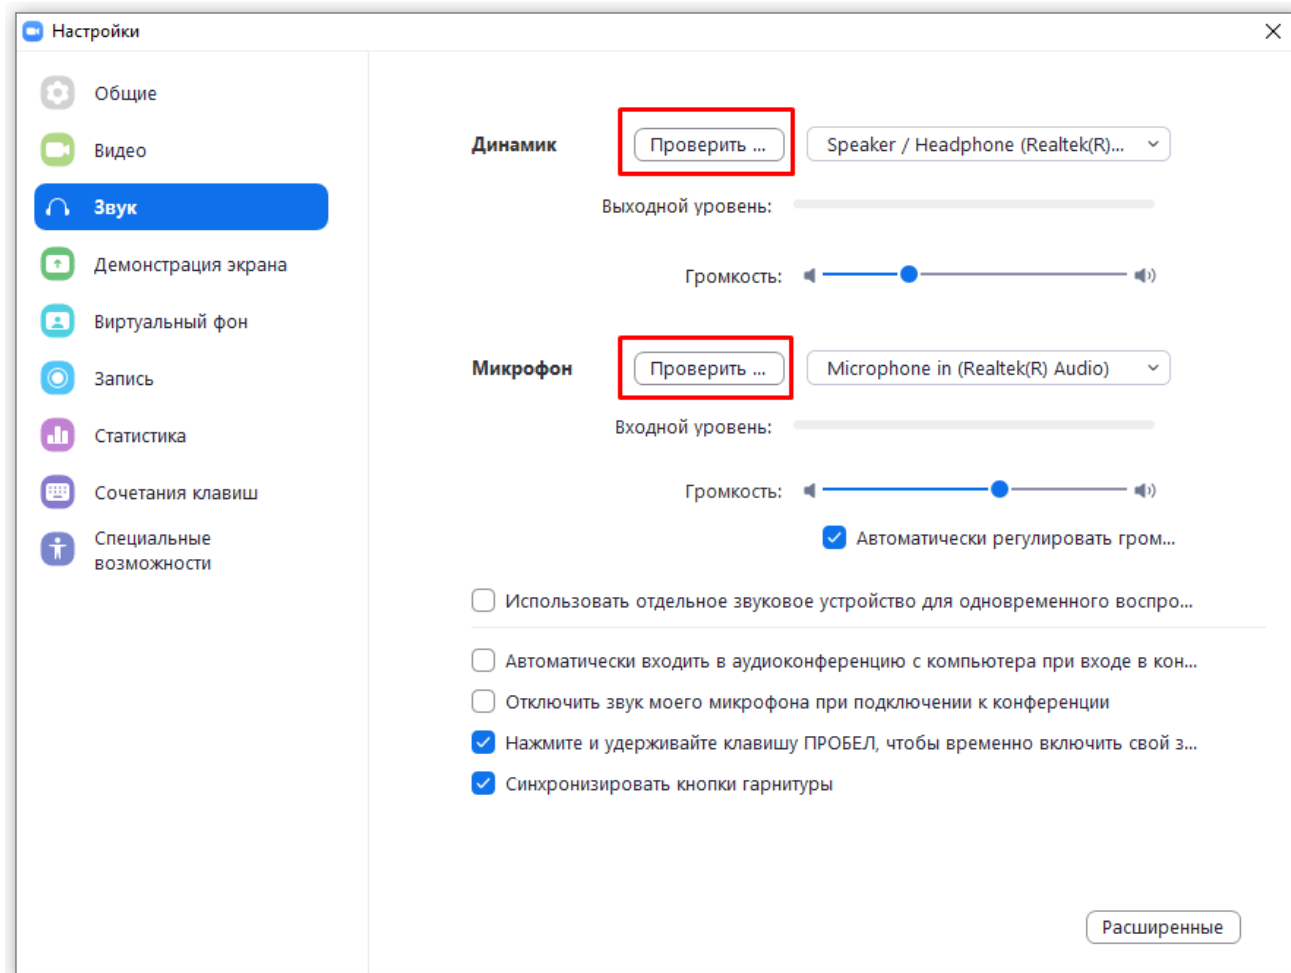 Настройки
Общие
Видео
Звук
Демонстрация экрана
Виртуальный фон
Запись
Статистика
Сочетания клавиш
Специальные
возможности
Динамик Проверить ... Speaker / Headphone (Realtek(R)...
Выходной уровень:
Громкость:
Микрофон Проверить ... Microphone in (Realtek(R) Audio)
Входной уровень:
Громкость:
Автоматически регулировать гром...
Использовать отдельное звуковое устройство для одновременного воспро...
Автоматически входить в аудиоконференцию с компьютера при входе в кон...
Отключить звук моего микрофона при подключении к конференции
Нажмите и удерживайте клавишу ПРОБЕЛ, чтобы временно включить свой з...
Синхронизировать кнопки гарнитуры
Расширенные